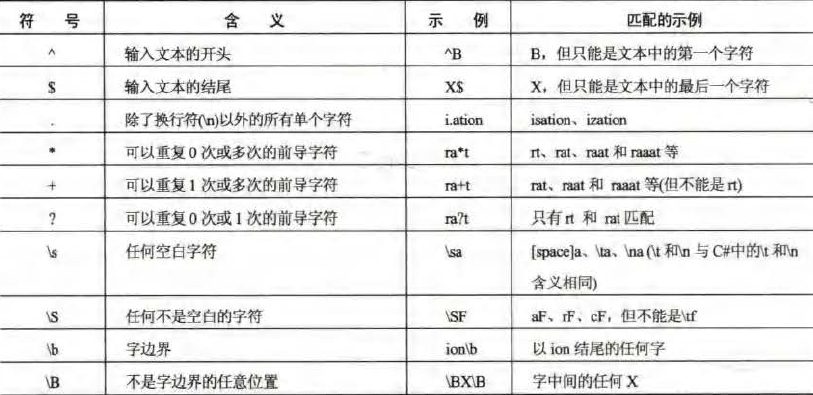 符 号 含 义 示 例 匹配的示例
^ 输入文本的开头 ^B B，但只能是文本中的第一个字符
$ 输入文本的结尾 X$ X，但只能是文本中的最后一个字符
. 除了换行符(\n)以外的所有单个字符 i.ation isation、ization
* 可以重复0次或多次的前导字符 ra*t rt、rat、raat 和 raaat 等
+ 可以重复1次或多次的前导字符 ra+t rat、raat 和 raaat 等(但不能是 rt)
? 可以重复0次或1次的前导字符 ra?t 只有 rt 和 rat 匹配
\s 任何空白字符 \sa [space]a、\ta、\na (\t 和\n 与 C#中的\t 和\n
含义相同)
\S 任何不是空白的字符 \SF aF、rF、cF，但不能是\tf
\b 字边界 ion\b 以 ion 结尾的任何字
\B 不是字边界的任意位置 \BX\B 字中间的任何 X